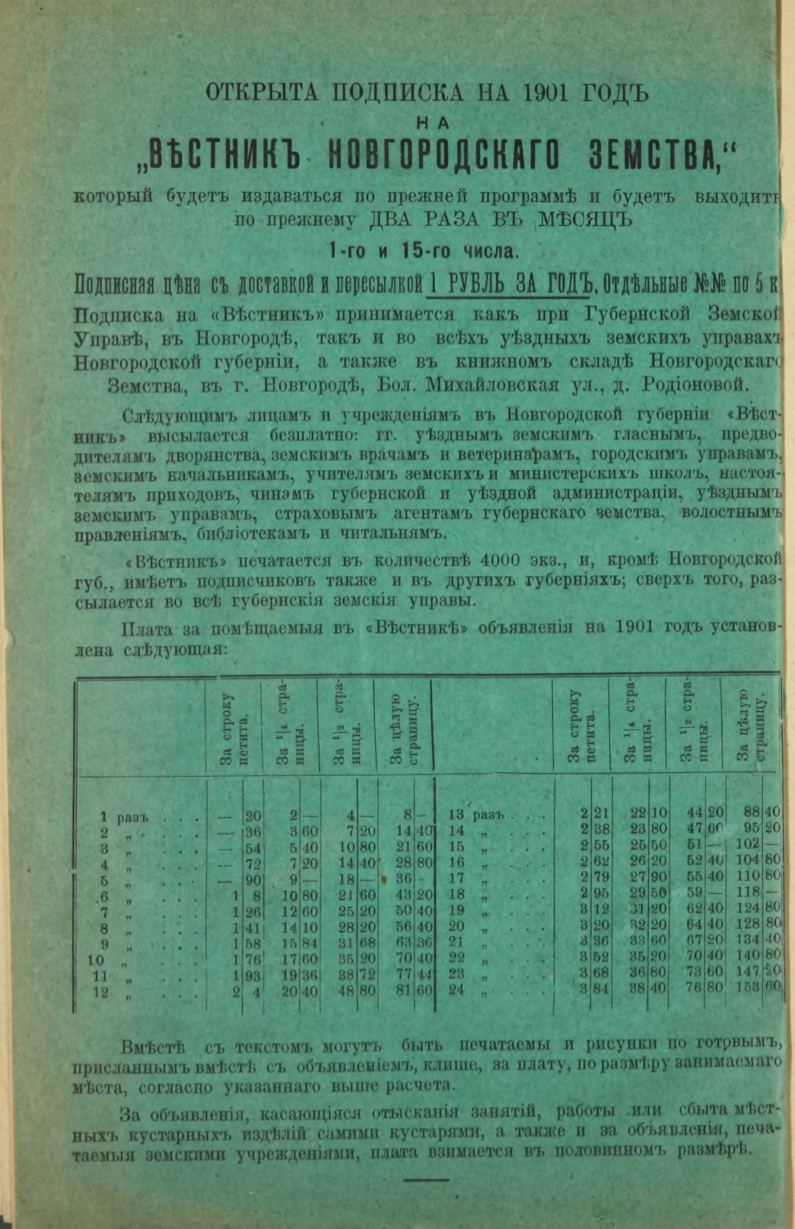 ОТКРЫТА ПОДПИСКА НА 1901 ГОДЪ
НА
„ВѢСТНИКЪ НОВГОРОДСКАГО ЗЕМСТВА,“
который будетъ издаваться по прежней программѣ и будетъ выходить
по прежнему ДВА РАЗА ВЪ МѢСЯЦЪ
1-го и 15-го числа.
Подписная цѣна съ доставкой и пересылкой 1 РУБЛЬ ЗА ГОДЪ. Отдѣльные №№ по 5 к
Подписка на «Вѣстникъ» принимается какъ при Губернской Земской
Управѣ, въ Новгородѣ, такъ и во всѣхъ уѣздныхъ земскихъ управахъ
Новгородской губерніи, а также въ книжномъ складѣ Новгородскаго
Земства, въ г. Новгородѣ, Бол. Михайловская ул., д. Родіоновой.
Слѣдующимъ лицамъ и учрежденіямъ въ Новгородской губерніи «Вѣст-
никъ» высылается безплатно: гг. уѣзднымъ земскимъ гласнымъ, предво-
дителямъ дворянства, земскимъ врачамъ и ветеринарамъ, городскимъ управамъ,
земскимъ начальникамъ, учителямъ земскихъ и министерскихъ школъ, настоя-
телямъ приходовъ, чинамъ губернской и уѣздной администраціи, уѣзднымъ
земскимъ управамъ, страховымъ агентамъ губернскаго земства, волостнымъ
правленіямъ, библіотекамъ и читальнямъ.
«Вѣстникъ» печатается въ количествѣ 4000 экз., и, кромѣ Новгородской
губ., имѣетъ подписчиковъ также и въ другихъ губерніяхъ; сверхъ того, раз-
сылается во всѣ губернскія земскія управы.
Плата за помѣщаемыя въ «Вѣстникѣ» объявленія на 1901 годъ установ-
лена слѣдующая:
За строку петита. За 1/4 стра-ницы. За 1/2 стра-ницы. За цѣлую страницу. За строку петита. За 1/4 стра-ницы. За 1/2 стра-ницы. За цѣлую страницу.
1 разъ . . . — 20 2 — 4 — 8 — 13 разъ . . . 2 21 22 10 44 20 88 40
2 „ . . . — 36 3 60 7 20 14 40 14 „ . . . 2 38 23 80 47 60 95 20
3 „ . . . — 54 5 40 10 80 21 60 15 „ . . . 2 55 25 50 51 — 102 —
4 „ . . . — 72 7 20 14 40 28 80 16 „ . . . 2 62 26 20 52 40 104 80
5 „ . . . — 90 9 — 18 — 36 - 17 „ . . . 2 79 27 90 55 40 110 80
6 „ . . . 1 8 10 80 21 60 43 20 18 „ . . . 2 95 29 50 59 — 118 —
7 „ . . . 1 26 12 60 25 20 50 40 19 „ . . . 3 12 31 20 62 40 124 80
8 „ . . . 1 41 14 10 28 20 56 40 20 „ . . . 3 20 32 20 64 40 128 80
9 „ . . . 1 58 15 84 31 68 63 36 21 „ . . . 3 36 33 60 67 20 134 40
10 „ . . . 1 76 17 60 35 20 70 40 22 „ . . . 3 52 35 20 70 40 140 80
11 „ . . . 1 93 19 36 38 72 77 44 23 „ . . . 3 68 36 80 73 60 147 20
12 „ . . . 2 4 20 40 48 80 81 60 24 „ . . . 3 84 38 40 76 80 153 60
Вмѣстѣ съ текстомъ могутъ быть печатаемы и рисунки по готовымъ,
присланнымъ вмѣстѣ съ объявленіемъ, клише, за плату, по размѣру занимаемаго
мѣста, согласно указаннаго выше расчета.
За объявленія, касающіяся отысканія занятій, работы или сбыта мѣст-
ныхъ кустарныхъ издѣлій самими кустарями, а также и за объявленія, печа-
таемыя земскими учрежденіями, плата взимается въ половинномъ размѣрѣ.